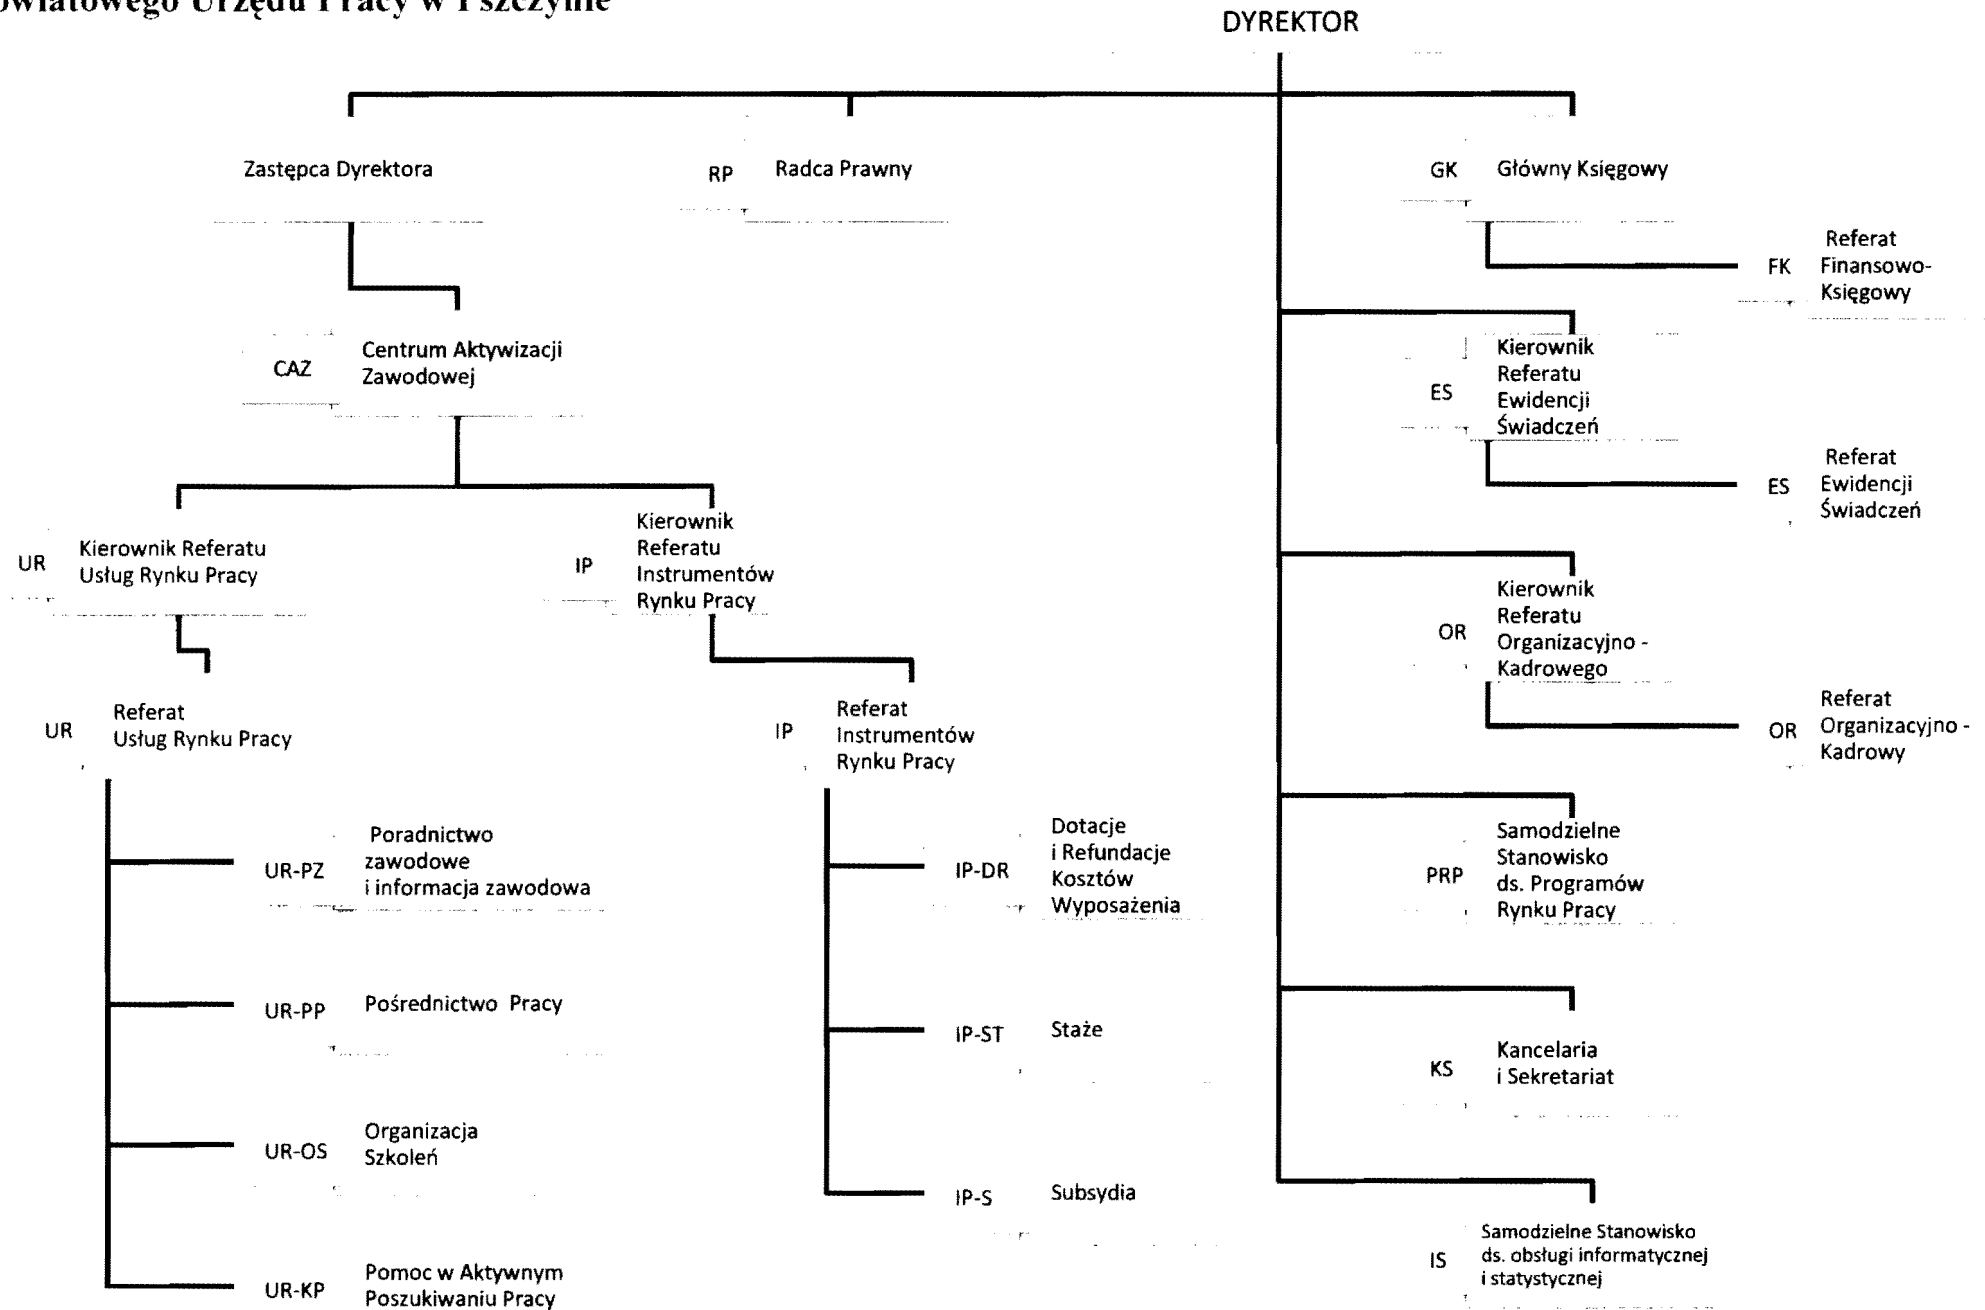 Urzędu Pracy w Pszczynie
DYREKTOR
Zastępca Dyrektora
RP
Radca Prawny
GK
Główny Księgowy
FK
Referat
Finansowo-
Księgowy
CAZ
Centrum Aktywizacji
Zawodowej
ES
Kierownik
Referatu
Ewidencji
Świadczeń
ES
Referat
Ewidencji
Świadczeń
UR
Kierownik Referatu
Usług Rynku Pracy
IP
Kierownik
Referatu
Instrumentów
Rynku Pracy
OR
Kierownik
Referatu
Organizacyjno -
Kadrowego
OR
Referat
Organizacyjno -
Kadrowy
UR
Referat
Usług Rynku Pracy
IP
Referat
Instrumentów
Rynku Pracy
UR-PZ
Poradnictwo
zawodowe
i informacja zawodowa
IP-DR
Dotacje
i Refundacje
Kosztów
Wyposażenia
PRP
Samodzielne
Stanowisko
ds. Programów
Rynku Pracy
UR-PP
Pośrednictwo Pracy
IP-ST
Staże
KS
Kancelaria
i Sekretariat
UR-OS
Organizacja
Szkoleń
IP-S
Subsydia
IS
Samodzielne Stanowisko
ds. obsługi informatycznej
i statystycznej
UR-KP
Pomoc w Aktywnym
Poszukiwaniu Pracy